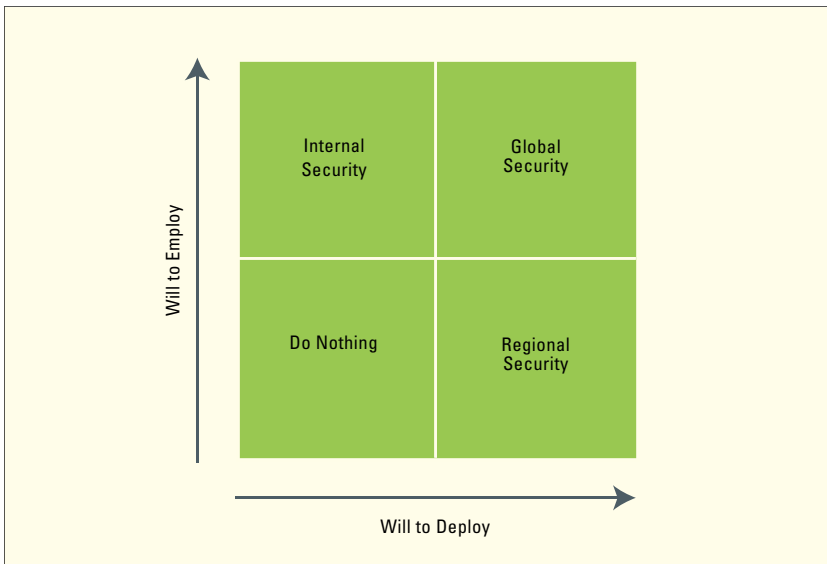 Internal
Security
Global
Security
Will to Employ
Do Nothing
Regional
Security
Will to Deploy